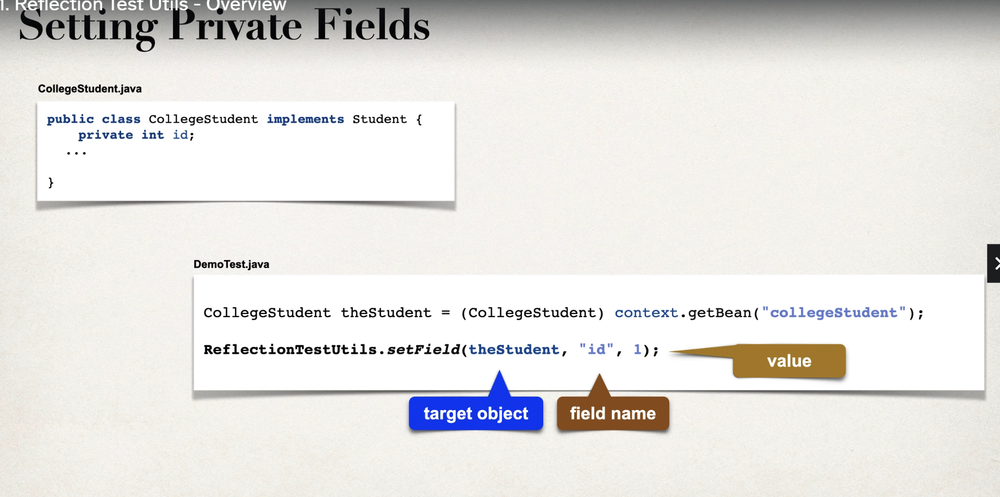 1. Reflection Test Utils - Overview
Setting Private Fields
CollegeStudent.java
public class CollegeStudent implements Student {
private int id;
...
}
DemoTest.java
CollegeStudent theStudent = (CollegeStudent) context.getBean("collegeStudent");
ReflectionTestUtils.setField(theStudent, "id", 1);
value
target object
field name